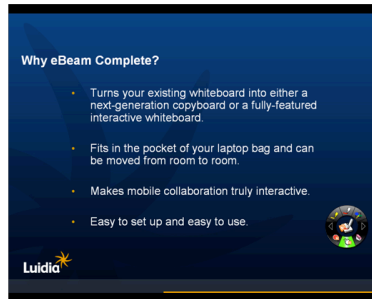 Why eBeam Complete?
• Turns your existing whiteboard into either a
next-generation copyboard or a fully-featured
interactive whiteboard.
• Fits in the pocket of your laptop bag and can
be moved from room to room.
• Makes mobile collaboration truly interactive.
• Easy to set up and easy to use.
Luidia